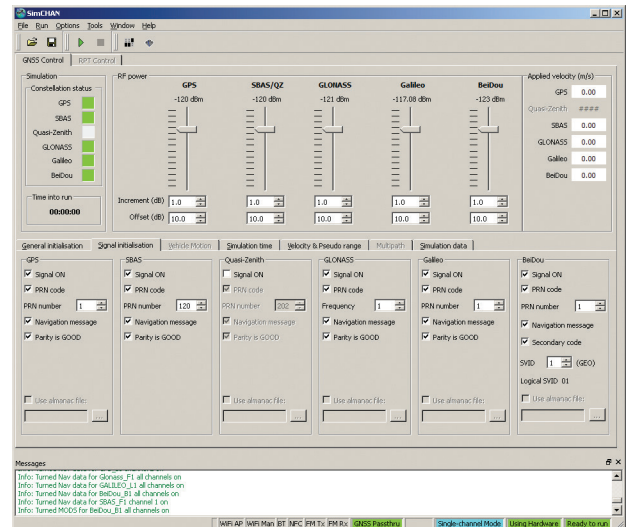 SimCHAN
File Run Options Tools Window Help
GNSS Control RPT Control
Simulation
Constellation status
GPS
SBAS
Quasi-Zenith
GLONASS
Galileo
BeiDou
Time into run
00:00:00
RF power
GPS SBAS/QZ GLONASS Galileo BeiDou
-120 dBm -120 dBm -121 dBm -117.08 dBm -123 dBm
Increment (dB) 1.0 1.0 1.0 1.0 1.0
Offset (dB) 10.0 10.0 10.0 10.0 10.0
Applied velocity (m/s)
GPS 0.00
Quasi-Zenith ####
SBAS 0.00
GLONASS 0.00
Galileo 0.00
BeiDou 0.00
General initialisation Signal initialisation Vehicle Motion Simulation time Velocity & Pseudo range Multipath Simulation data
GPS
Signal ON
PRN code
PRN number 1
Navigation message
Parity is GOOD
Use almanac file:
...
SBAS
Signal ON
PRN code
PRN number 120
Navigation message
Parity is GOOD
Quasi-Zenith
Signal ON
PRN code
PRN number 202
Navigation message
Parity is GOOD
Use almanac file:
...
GLONASS
Signal ON
PRN code
Frequency 1
Navigation message
Parity is GOOD
Use almanac file:
...
Galileo
Signal ON
PRN code
PRN number 1
Navigation message
Parity is GOOD
Use almanac file:
...
BeiDou
Signal ON
PRN code
PRN number 1
Navigation message
Secondary code
SVID 1 (GEO)
Logical SVID 01
Use almanac file:
...
Messages
Info: Turned Nav data for Glonass_F1 all channels on
Info: Turned Nav data for GALILEO_L1 all channels on
Info: Turned Nav data for BeiDou_B1 all channels on
Info: Turned Nav data for SBAS_F1 channel 1 on
Info: Turned MODS for BeiDou_B1 all channels on
WiFi AP WiFi Man BT NFC FM Tx FM Rx GNSS Passthru Single-channel Mode Using Hardware Ready to run